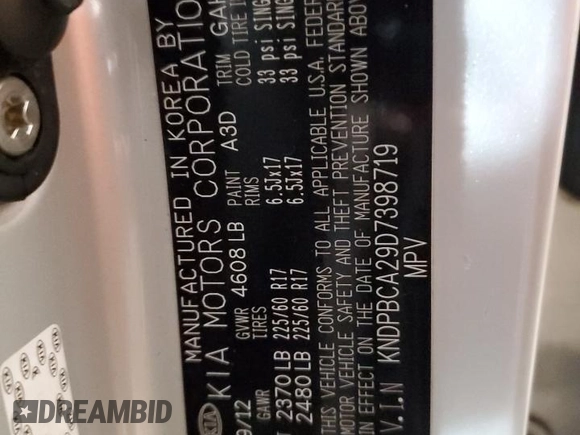 MANUFACTURED IN KOREA BY
KIA MOTORS CORPORATION
9/12 GVWR 4608 LB PAINT A3D TRIM
GAWR TIRES RIMS COLD TIRE
2370 LB 225/60 R17 6.5Jx17 33 psi SING
2480 LB 225/60 R17 6.5Jx17 33 psi SING
THIS VEHICLE CONFORMS TO ALL APPLICABLE U.S.A. FEDER
MOTOR VEHICLE SAFETY AND THEFT PREVENTION STANDARD
IN EFFECT ON THE DATE OF MANUFACTURE SHOWN ABOVE
V.I.N KNDPBCA29D7398719
MPV
KIA
DREAMBID